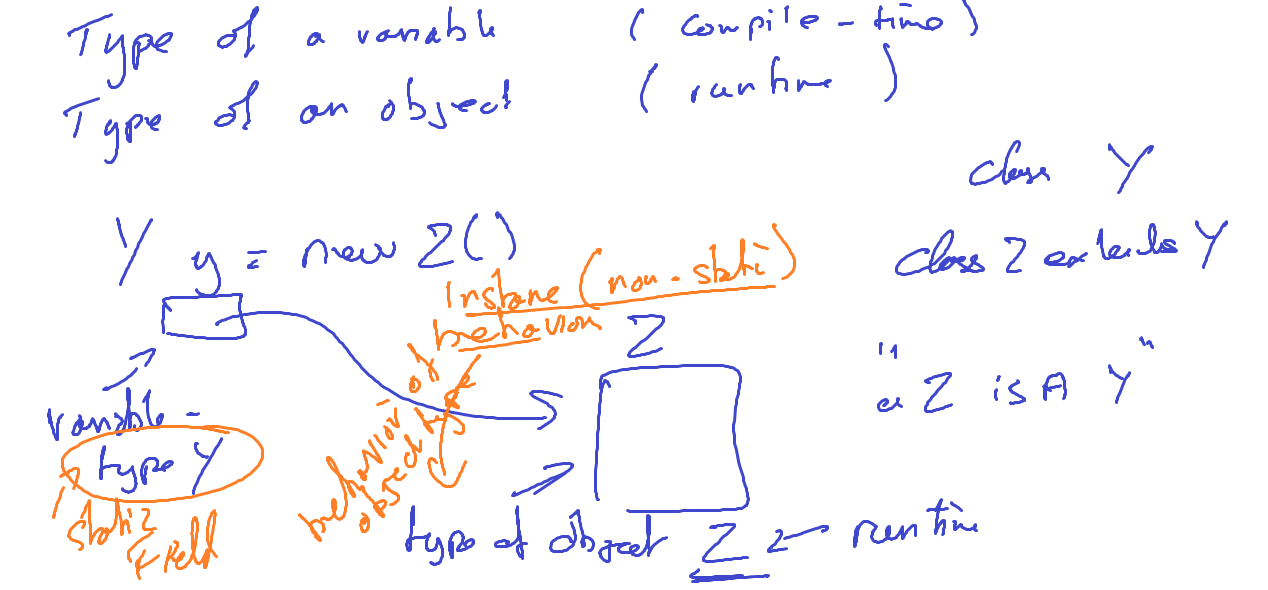 Type of a variable ( compile - time )
Type of an object ( runtime )
class Y
Y y = new Z()
class Z extends Y
Instane (non - static)
behavior
Z
"a Z is A Y"
variable -
type Y
static
Field
behavior of
object type
type of object Z
runtime